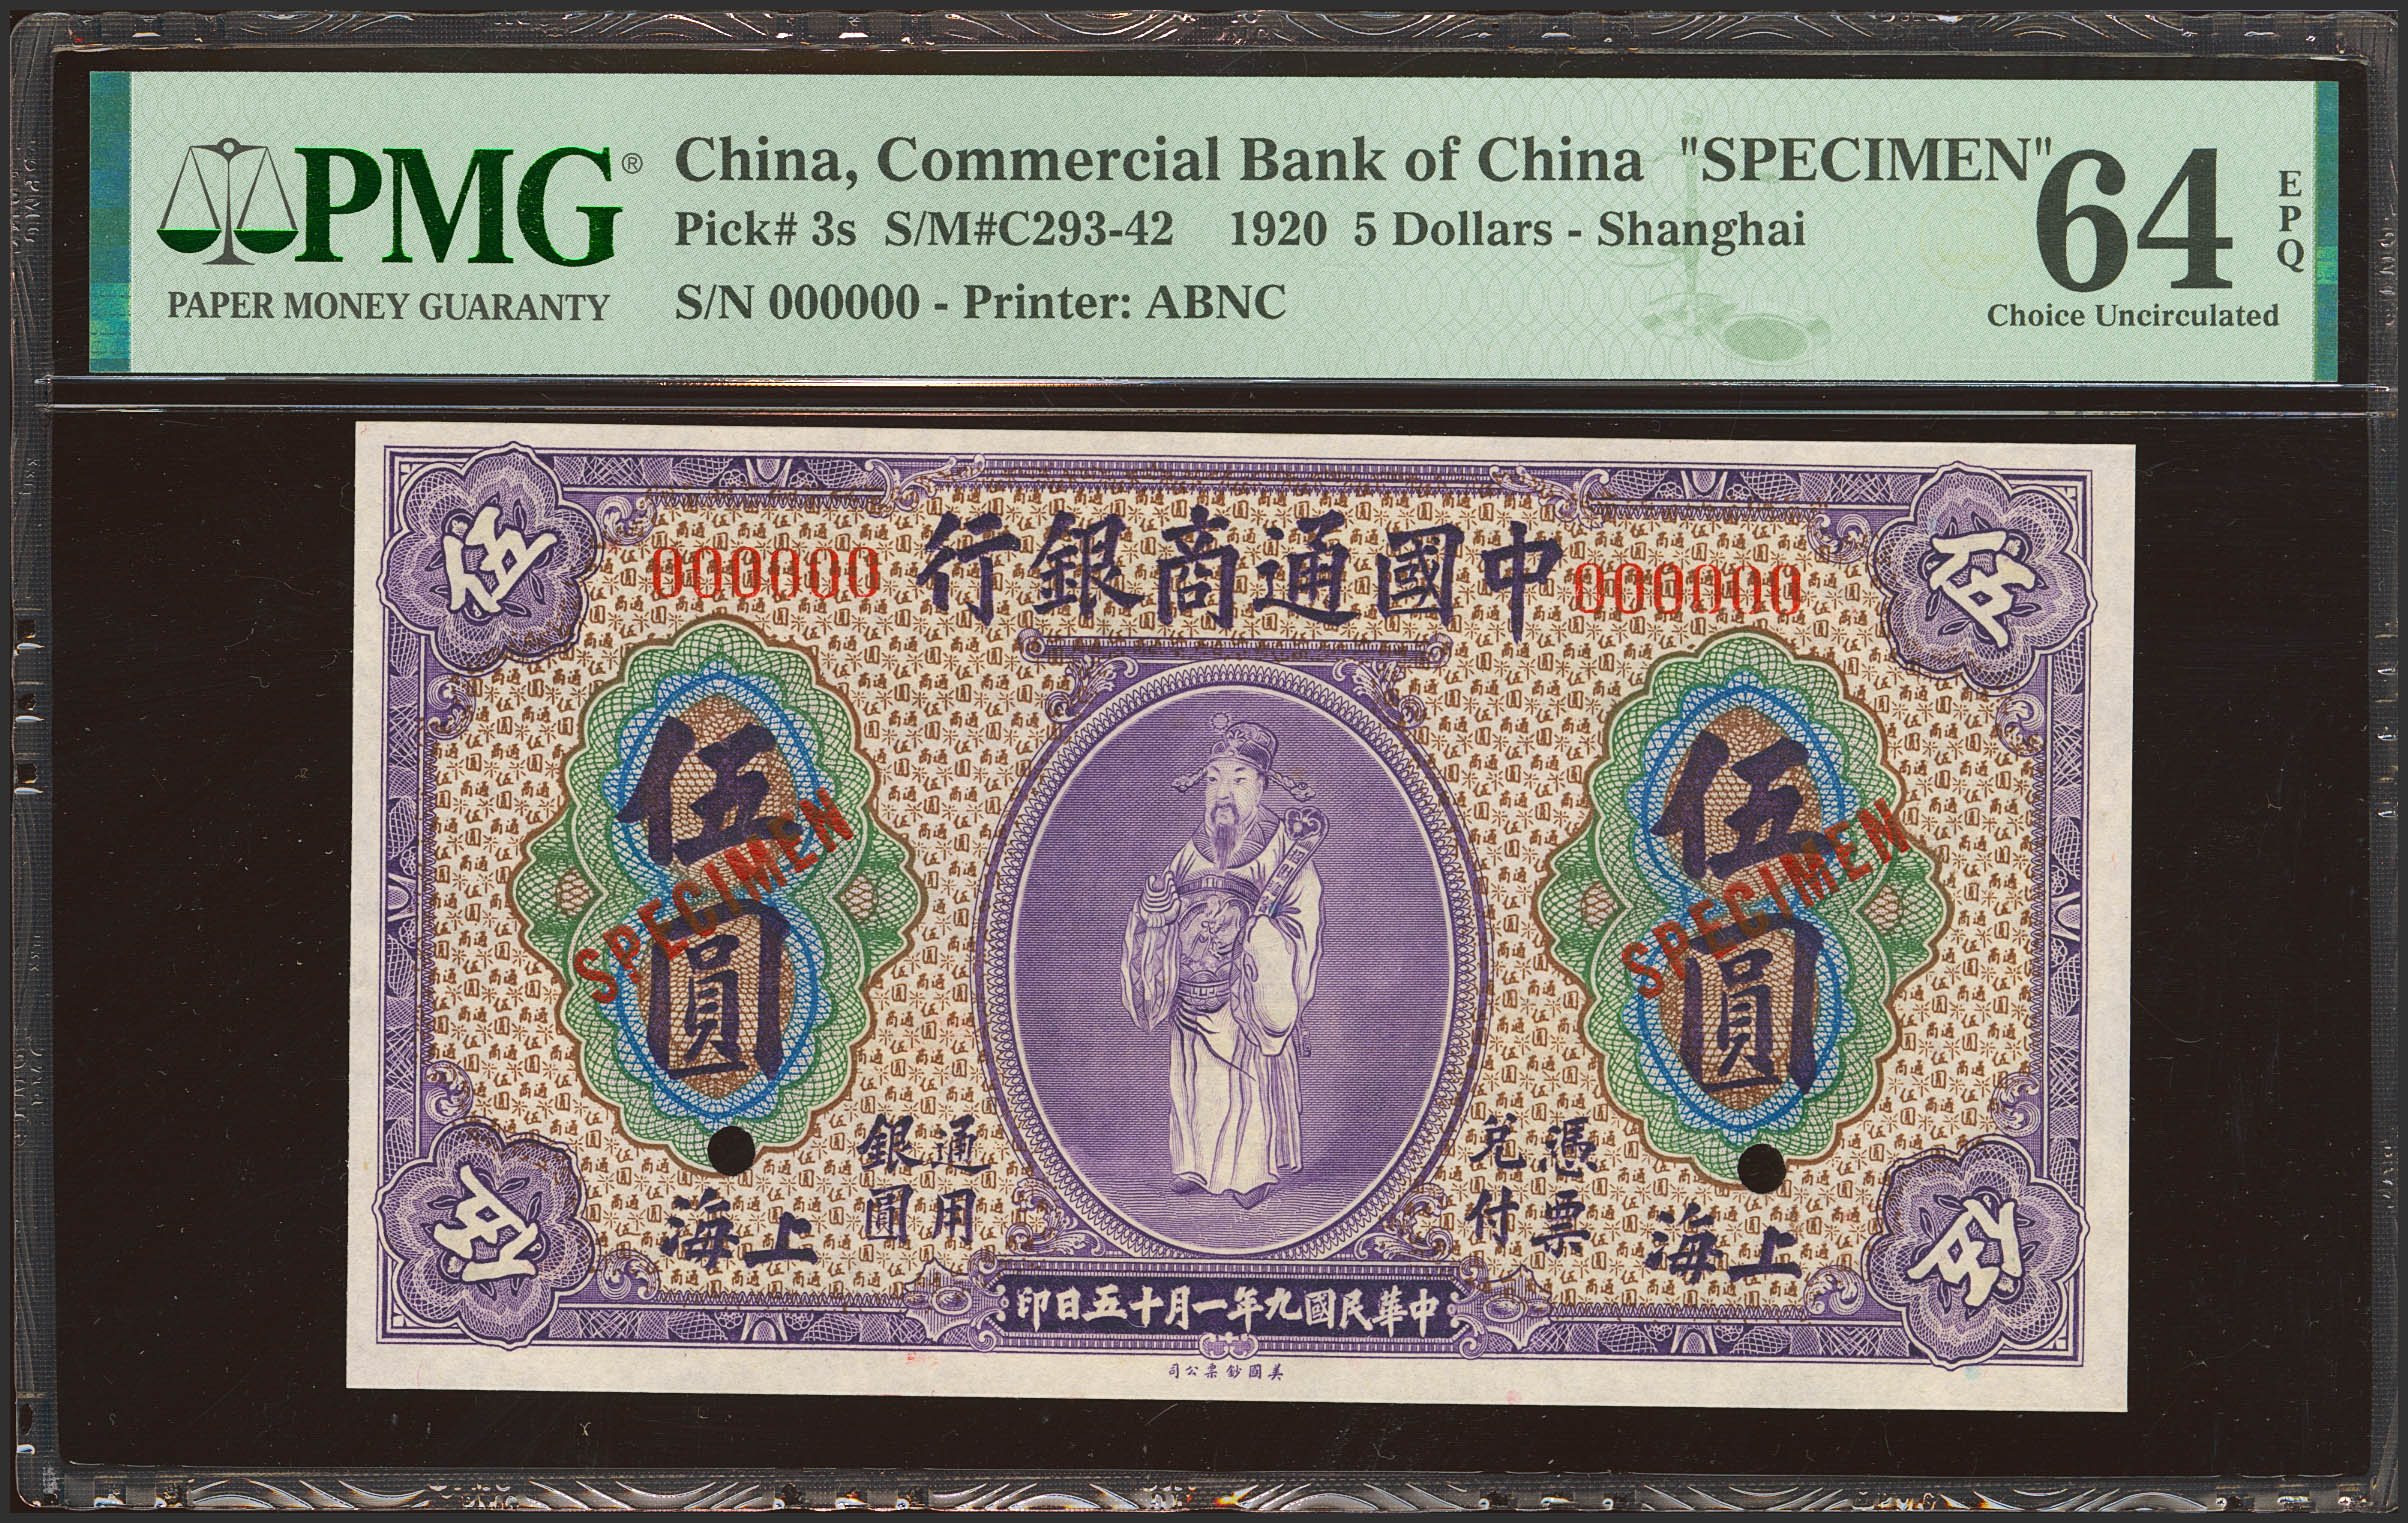 PMG®
PAPER MONEY GUARANTY
China, Commercial Bank of China "SPECIMEN"
Pick# 3s S/M#C293-42 1920 5 Dollars - Shanghai
S/N 000000 - Printer: ABNC
64
EPQ
Choice Uncirculated
伍
伍
000000
中國通商銀行
000000
伍圓
SPECIMEN
伍圓
SPECIMEN
憑票
兌付
通用
銀圓
上海
上海
伍
伍
中華民國九年一月十五日印
美國鈔票公司